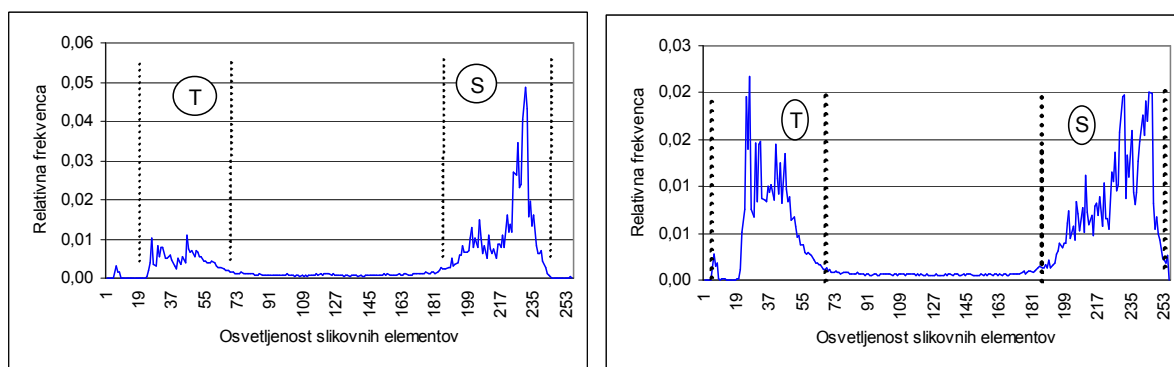 0,06
0,05
0,04
0,03
0,02
0,01
0,00
Relativna frekvenca
T
S
1 19 37 55 73 91 109 127 145 163 181 199 217 235 253
Osvetljenost slikovnih elementov
0,03
0,02
0,02
0,01
0,01
0,00
Relativna frekvenca
T
S
1 19 37 55 73 91 109 127 145 163 181 199 217 235 253
Osvetljenost slikovnih elementov